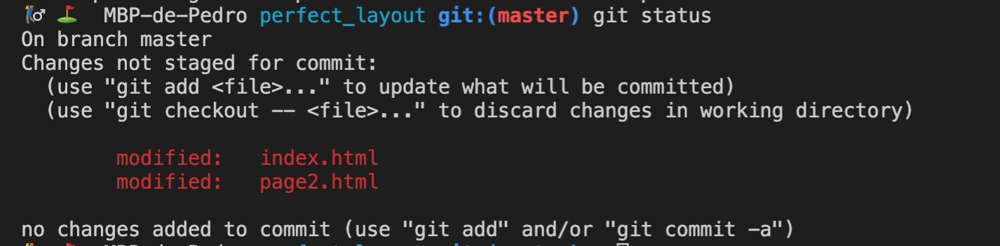 MBP-de-Pedro perfect_layout git:(master) git status
On branch master
Changes not staged for commit:
  (use "git add <file>..." to update what will be committed)
  (use "git checkout -- <file>..." to discard changes in working directory)
        modified:   index.html
        modified:   page2.html
no changes added to commit (use "git add" and/or "git commit -a")